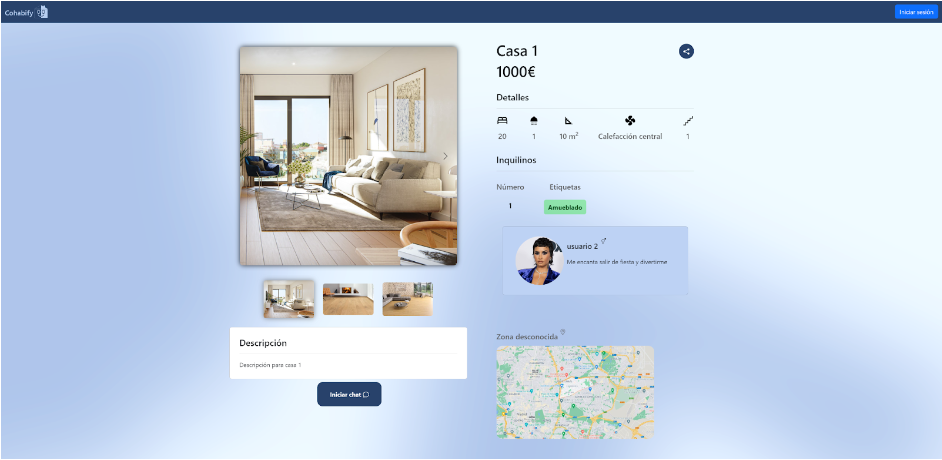 Cohabify
Iniciar sesión
Casa 1
1000€
Detalles
20 1 10 m² Calefacción central 1
Inquilinos
Número Etiquetas
1 Amueblado
usuario 2
Me encanta salir de fiesta y divertirme
Descripción
Descripción para casa 1
Iniciar chat
Zona desconocida